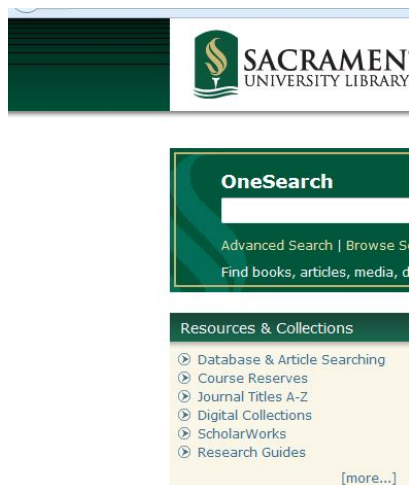 SACRAMEN
UNIVERSITY LIBRARY
OneSearch
Advanced Search | Browse S
Find books, articles, media, d
Resources & Collections
Database & Article Searching
Course Reserves
Journal Titles A-Z
Digital Collections
ScholarWorks
Research Guides
[more...]